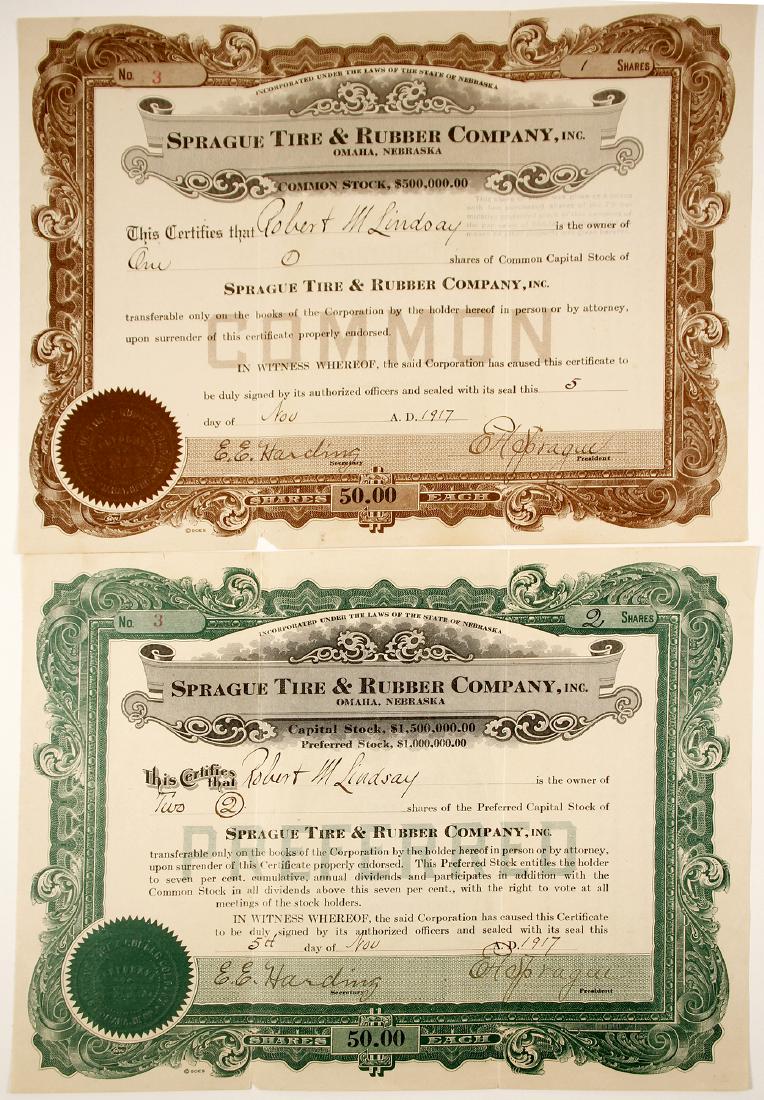 No. 3
1 SHARES
INCORPORATED UNDER THE LAWS OF THE STATE OF NEBRASKA
SPRAGUE TIRE & RUBBER COMPANY, INC.
OMAHA, NEBRASKA
COMMON STOCK, $500,000.00
This Certifies that Robert M Lindsay is the owner of
One 1 shares of Common Capital Stock of
SPRAGUE TIRE & RUBBER COMPANY, INC.
transferable only on the books of the Corporation by the holder hereof in person or by attorney,
upon surrender of this certificate properly endorsed.
COMMON
IN WITNESS WHEREOF, the said Corporation has caused this certificate to
be duly signed by its authorized officers and sealed with its seal this 5
day of Nov A. D. 1917
E.E. Harding
Secretary
E H Sprague
President
SHARES 50.00 EACH
© GOES
No. 3
2 SHARES
INCORPORATED UNDER THE LAWS OF THE STATE OF NEBRASKA
SPRAGUE TIRE & RUBBER COMPANY, INC.
OMAHA, NEBRASKA
Capital Stock, $1,500,000.00
Preferred Stock, $1,000,000.00
This Certifies that Robert M Lindsay is the owner of
Two 2 shares of the Preferred Capital Stock of
SPRAGUE TIRE & RUBBER COMPANY, INC.
PREFERRED
transferable only on the books of the Corporation by the holder hereof in person or by attorney,
upon surrender of this Certificate properly endorsed. This Preferred Stock entitles the holder
to seven per cent. cumulative, annual dividends and participates in addition with the
Common Stock in all dividends above this seven per cent., with the right to vote at all
meetings of the stock holders.
IN WITNESS WHEREOF, the said Corporation has caused this Certificate
to be duly signed by its authorized officers and sealed with its seal this
5th day of Nov A.D. 1917
E.E. Harding
Secretary
E H Sprague
President
SHARES 50.00 EACH
© GOES